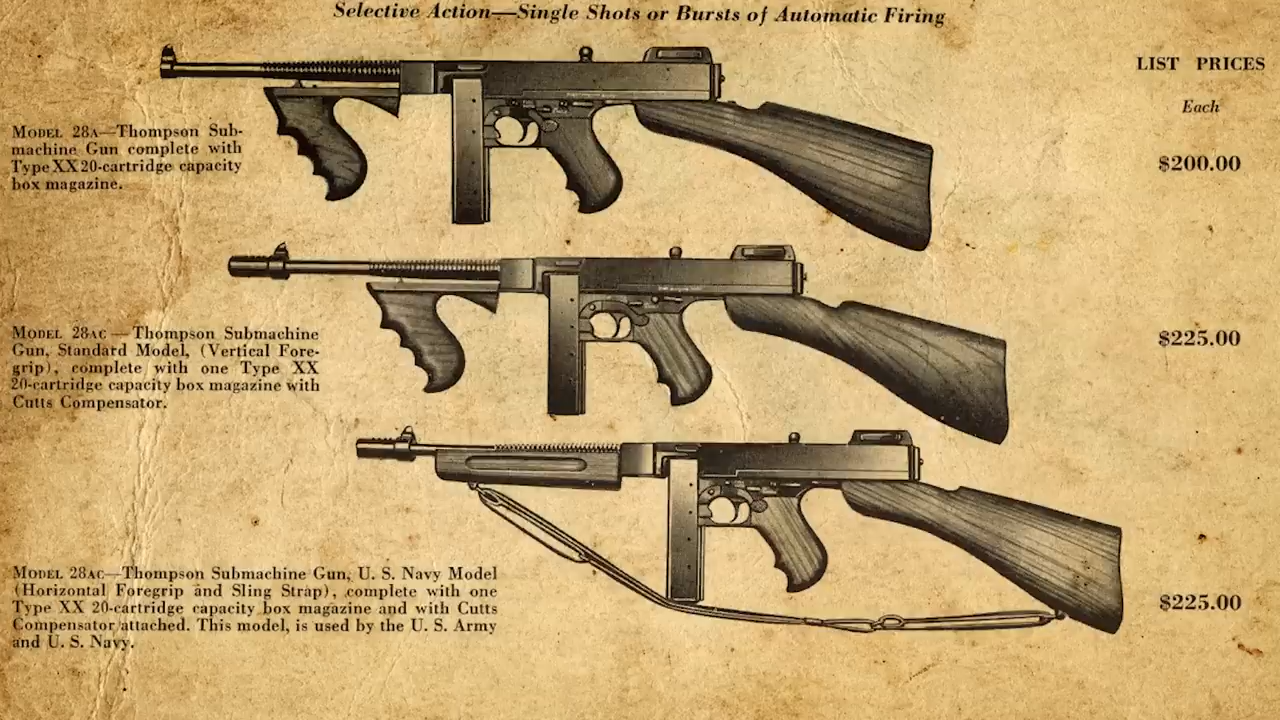 Selective Action—Single Shots or Bursts of Automatic Firing
LIST PRICES
Each
MODEL 28A—Thompson Sub-
machine Gun complete with
Type XX 20-cartridge capacity
box magazine.
$200.00
MODEL 28AC — Thompson Submachine
Gun, Standard Model, (Vertical Fore-
grip), complete with one Type XX
20-cartridge capacity box magazine with
Cutts Compensator.
$225.00
MODEL 28AC—Thompson Submachine Gun, U. S. Navy Model
(Horizontal Foregrip and Sling Strap), complete with one
Type XX 20-cartridge capacity box magazine and with Cutts
Compensator attached. This model, is used by the U. S. Army
and U. S. Navy.
$225.00